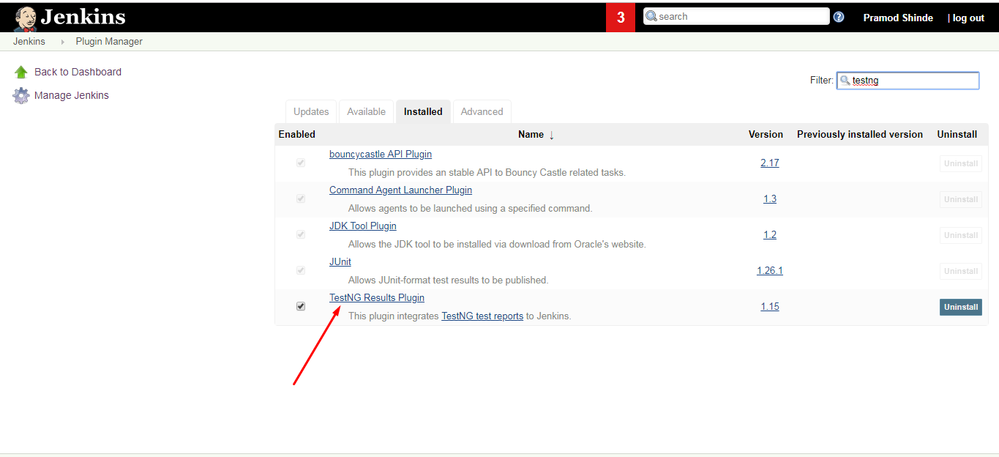 Jenkins
3
search
Pramod Shinde
| log out
Jenkins
Plugin Manager
Back to Dashboard
Manage Jenkins
Filter: testng
Updates Available Installed Advanced
Enabled Name ↓ Version Previously installed version Uninstall
bouncycastle API Plugin
This plugin provides an stable API to Bouncy Castle related tasks.
2.17
Uninstall
Command Agent Launcher Plugin
Allows agents to be launched using a specified command.
1.3
Uninstall
JDK Tool Plugin
Allows the JDK tool to be installed via download from Oracle's website.
1.2
Uninstall
JUnit
Allows JUnit-format test results to be published.
1.26.1
Uninstall
TestNG Results Plugin
This plugin integrates TestNG test reports to Jenkins.
1.15
Uninstall